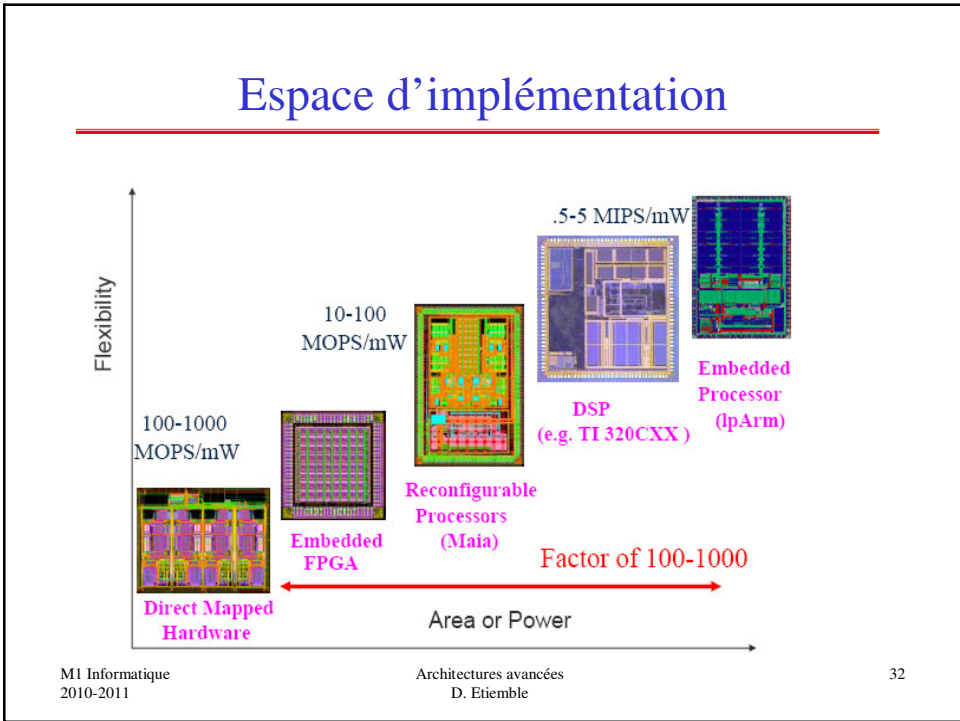 Espace d'implémentation
.5-5 MIPS/mW
Flexibility
10-100
MOPS/mW
100-1000
MOPS/mW
Embedded
Processor
(lpArm)
DSP
(e.g. TI 320CXX )
Reconfigurable
Processors
(Maia)
Embedded
FPGA
Factor of 100-1000
Direct Mapped
Hardware
Area or Power
M1 Informatique
2010-2011
Architectures avancées
D. Etiemble
32